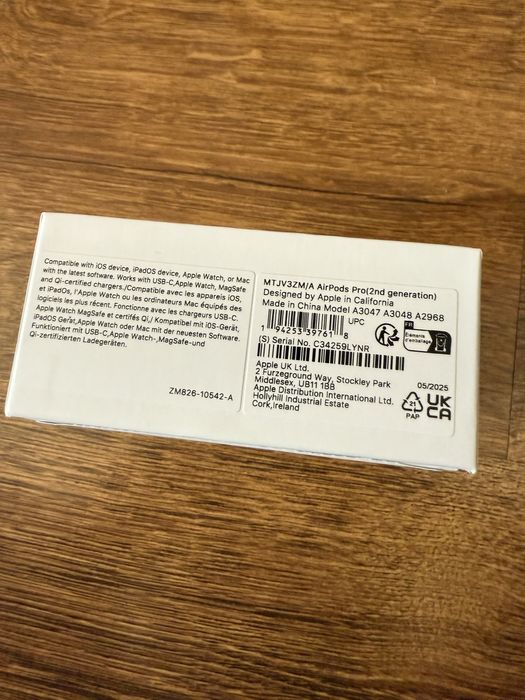 Compatible with iOS device, iPadOS device, Apple Watch, or Mac
with the latest software. Works with USB-C,Apple Watch, MagSafe
and Qi-certified chargers./Compatible avec les appareils iOS,
et iPadOS, l'Apple Watch ou les ordinateurs Mac équipés des
logiciels les plus récent. Fonctionne avec les chargeurs USB-C.
Apple Watch MagSafe et certifiés Qi,/ Kompatibel mit iOS-Gerät,
iPadOS Gerät,Apple Watch oder Mac mit der neuesten Software.
Funktioniert mit USB-C,Apple Watch-,MagSafe-und
Qi-zertifizierten Ladegeräten.
ZM826-10542-A
MTJV3ZM/A AirPods Pro(2nd generation)
Designed by Apple in California
Made in China Model A3047 A3048 A2968
1 94253 39761 8 UPC
(S) Serial No. C34259LYNR
FR
Éléments
d'emballage
Apple UK Ltd.
2 Furzeground Way, Stockley Park
Middlesex, UB11 1BB
Apple Distribution International Ltd.
Hollyhill Industrial Estate
Cork,Ireland
05/2025
21
PAP
UK
CA